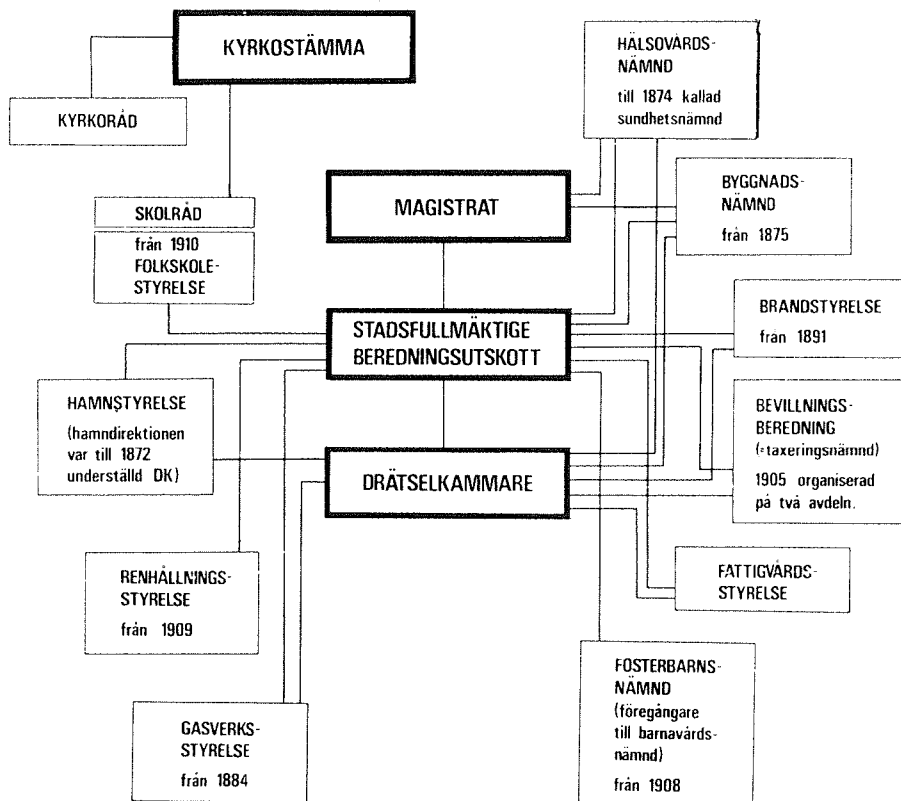 KYRKOSTÄMMA
KYRKORÅD
HÄLSOVÅRDS-
NÄMND
till 1874 kallad
sundhetsnämnd
MAGISTRAT
BYGGNADS-
NÄMND
från 1875
SKOLRÅD
från 1910
FOLKSKOLE-
STYRELSE
STADSFULLMÄKTIGE
BEREDNINGSUTSKOTT
BRANDSTYRELSE
från 1891
HAMNSTYRELSE
(hamndirektionen
var till 1872
underställd DK)
BEVILLNINGS-
BEREDNING
(=taxeringsnämnd)
1905 organiserad
på två avdeln.
DRÄTSELKAMMARE
RENHÅLLNINGS-
STYRELSE
från 1909
FATTIGVÅRDS-
STYRELSE
FOSTERBARNS-
NÄMND
(föregångare
till barnavårds-
nämnd)
från 1908
GASVERKS-
STYRELSE
från 1884